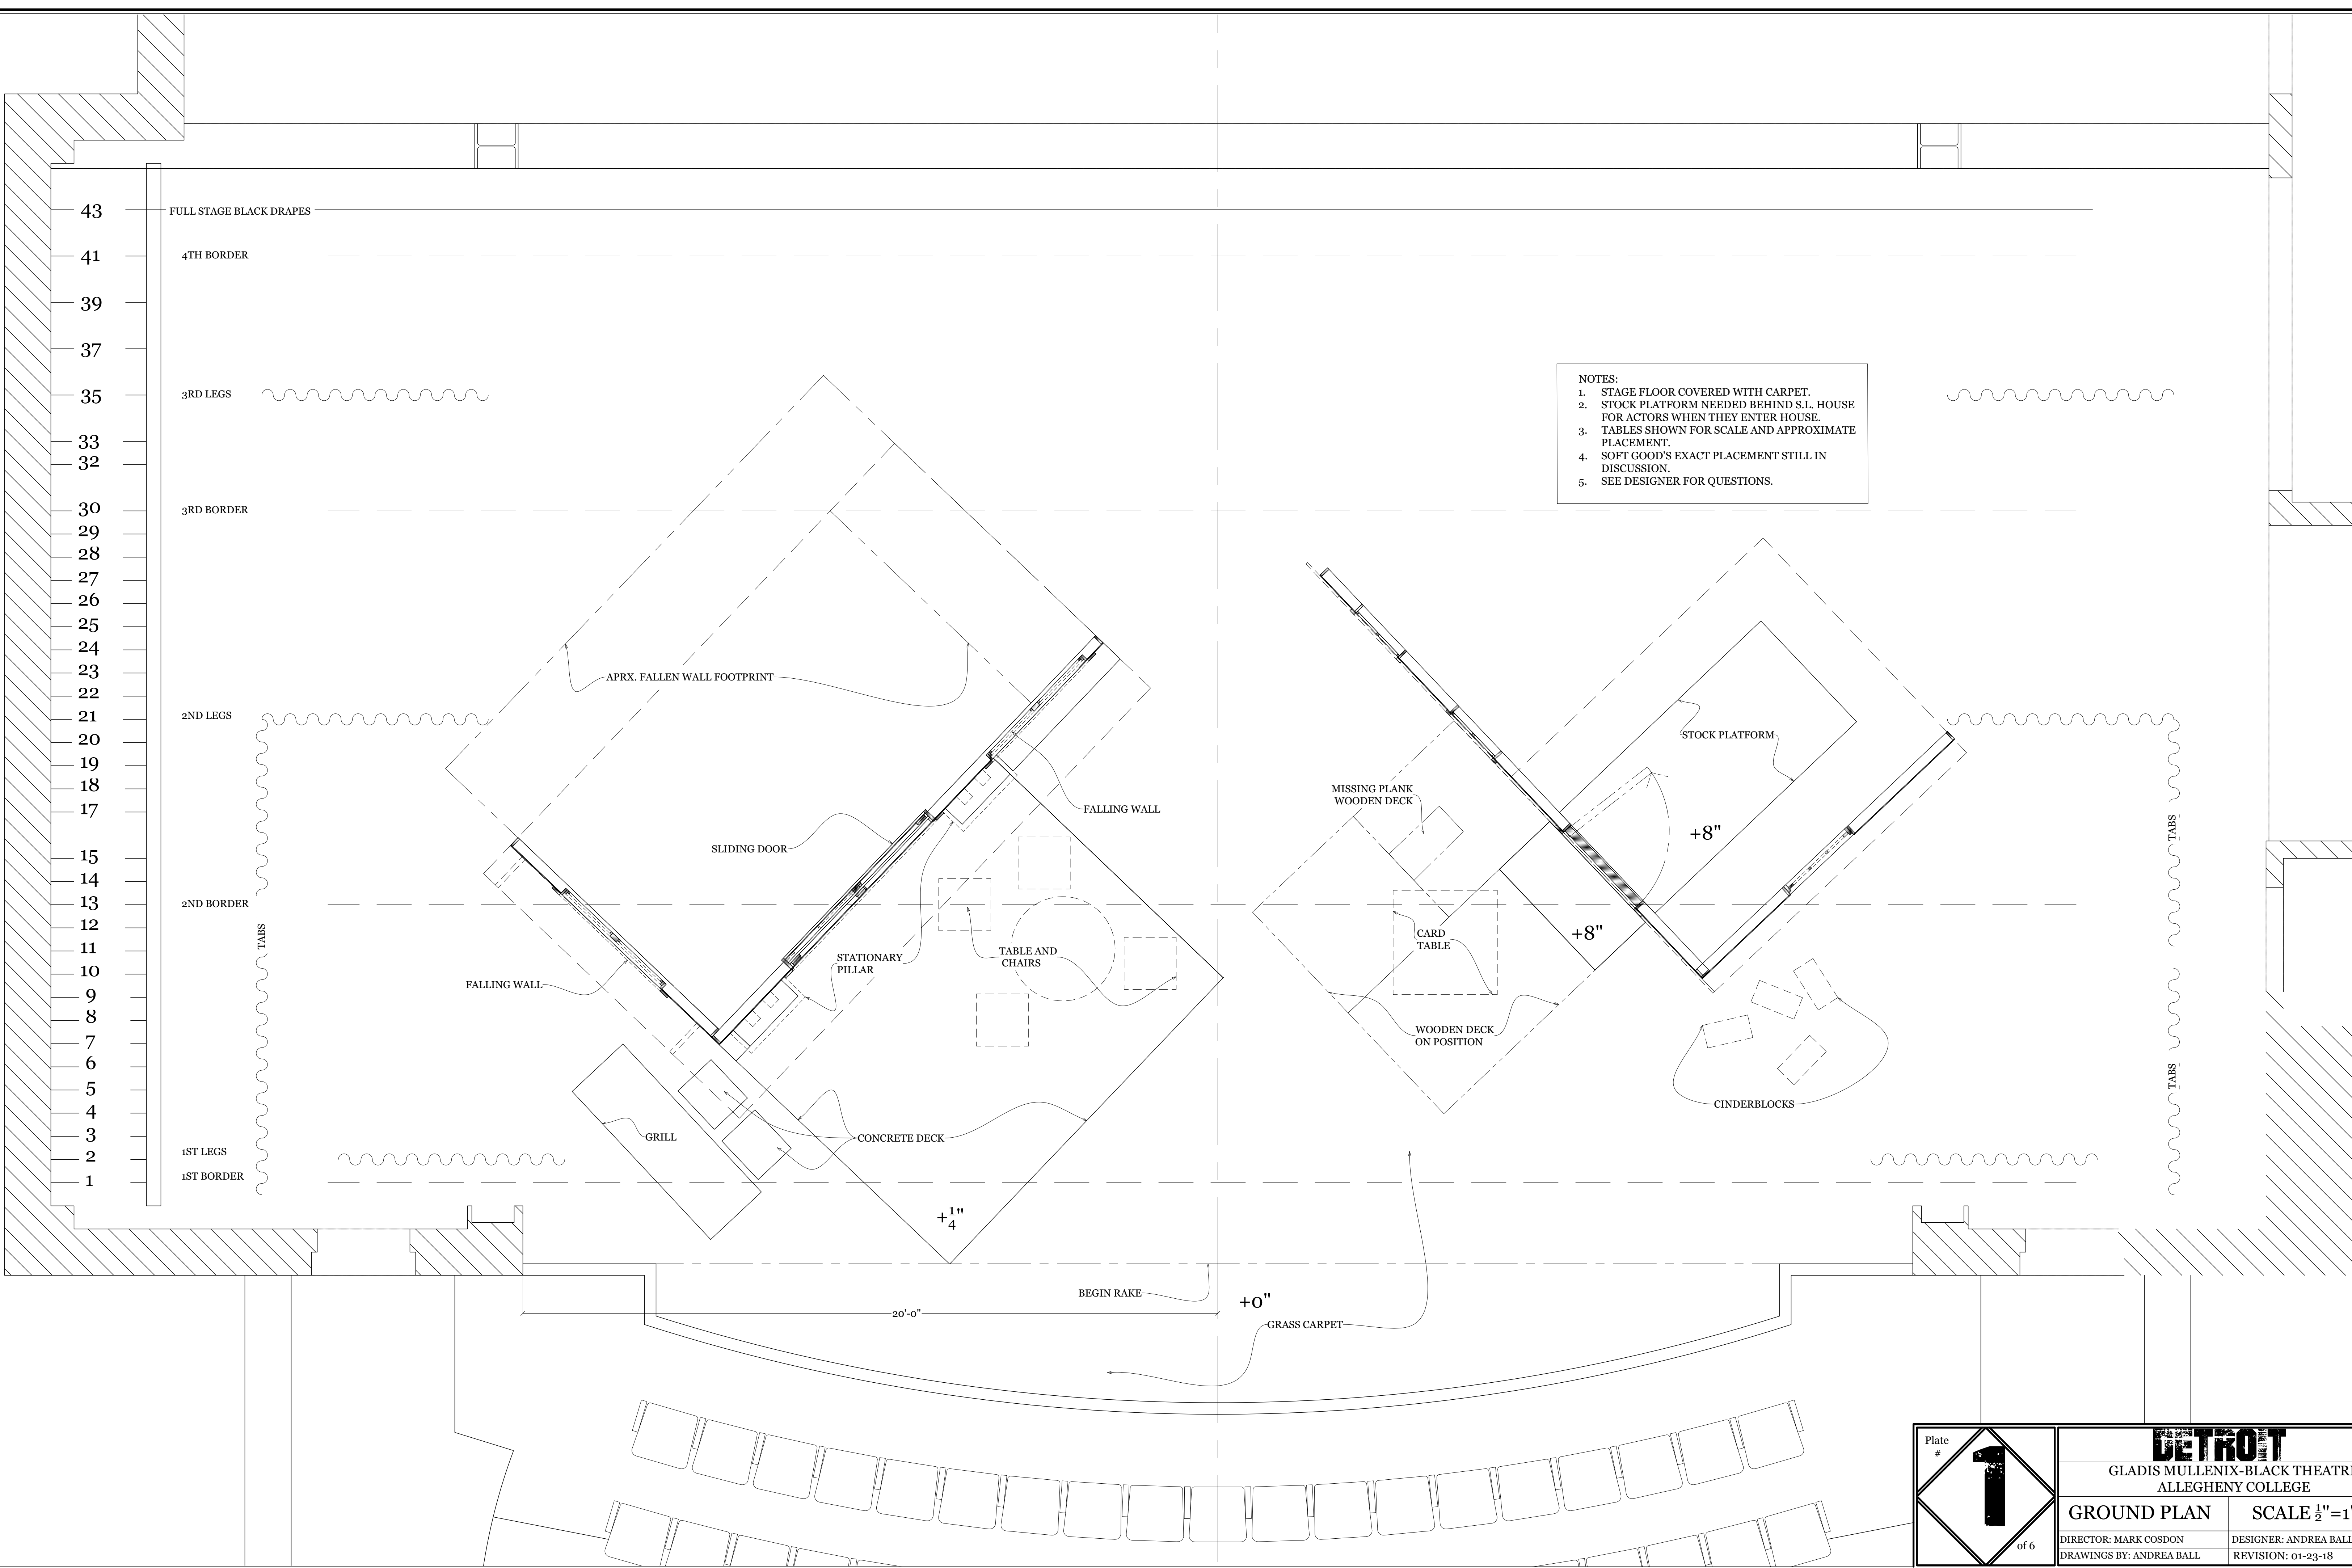 43
FULL STAGE BLACK DRAPES
41
4TH BORDER
39
37
35
3RD LEGS
33
32
30
3RD BORDER
29
28
27
26
25
24
23
22
21
2ND LEGS
20
19
18
17
15
14
13
2ND BORDER
12
11
10
9
8
7
6
5
4
3
2
1ST LEGS
1
1ST BORDER
TABS
TABS
TABS
NOTES:
1. STAGE FLOOR COVERED WITH CARPET.
2. STOCK PLATFORM NEEDED BEHIND S.L. HOUSE
FOR ACTORS WHEN THEY ENTER HOUSE.
3. TABLES SHOWN FOR SCALE AND APPROXIMATE
PLACEMENT.
4. SOFT GOOD'S EXACT PLACEMENT STILL IN
DISCUSSION.
5. SEE DESIGNER FOR QUESTIONS.
APRX. FALLEN WALL FOOTPRINT
FALLING WALL
SLIDING DOOR
STATIONARY
PILLAR
TABLE AND
CHAIRS
FALLING WALL
GRILL
CONCRETE DECK
+1/4"
STOCK PLATFORM
MISSING PLANK
WOODEN DECK
+8"
+8"
CARD
TABLE
WOODEN DECK
ON POSITION
CINDERBLOCKS
BEGIN RAKE
+0"
20'-0"
GRASS CARPET
Plate
#
1
of 6
DETROIT
GLADIS MULLENIX-BLACK THEATRE
ALLEGHENY COLLEGE
GROUND PLAN
SCALE 1/2"=1'
DIRECTOR: MARK COSDON
DESIGNER: ANDREA BALL
DRAWINGS BY: ANDREA BALL
REVISION: 01-23-18